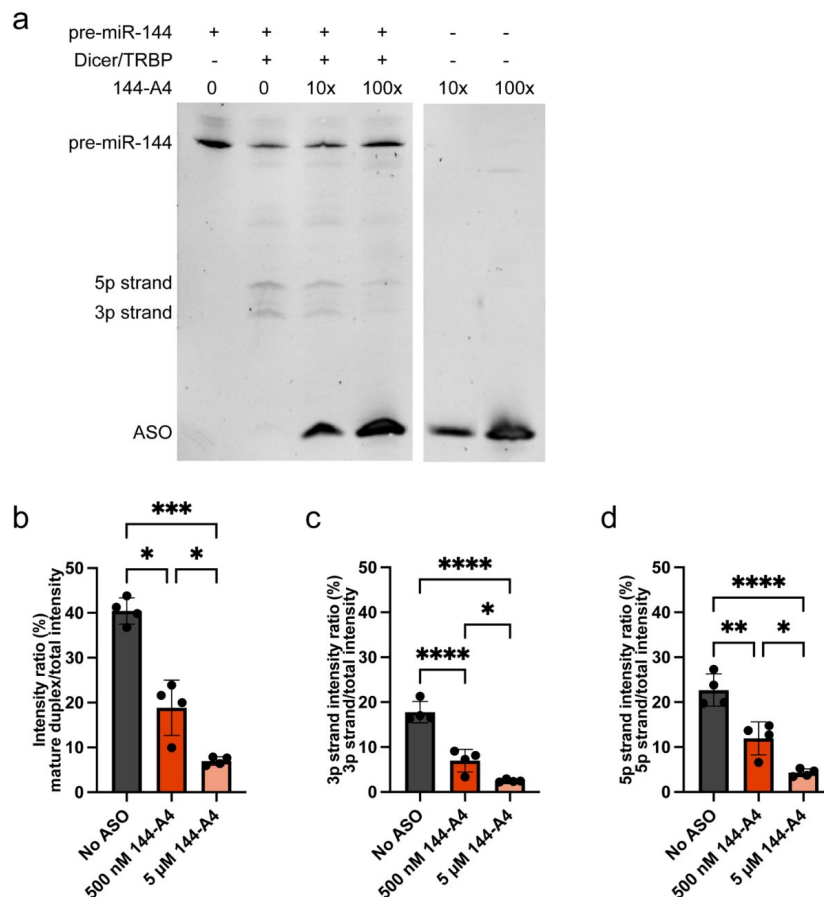 a
pre-miR-144 + + + + - -
Dicer/TRBP - + + + - -
144-A4 0 0 10x 100x 10x 100x
pre-miR-144
5p strand
3p strand
ASO
b
***
* *
Intensity ratio (%)
mature duplex/total intensity
50
40
30
20
10
0
No ASO
500 nM 144-A4
5 µM 144-A4
c
****
*
****
3p strand intensity ratio (%)
3p strand/total intensity
50
40
30
20
10
0
No ASO
500 nM 144-A4
5 µM 144-A4
d
****
** *
5p strand intensity ratio (%)
5p strand/total intensity
50
40
30
20
10
0
No ASO
500 nM 144-A4
5 µM 144-A4